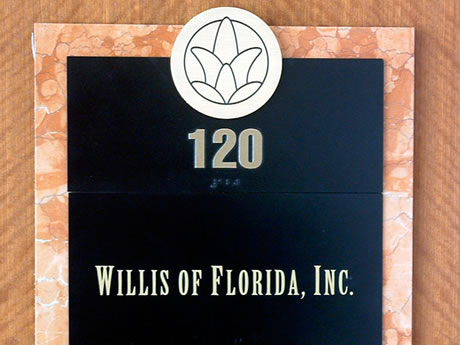 120
WILLIS OF FLORIDA, INC.